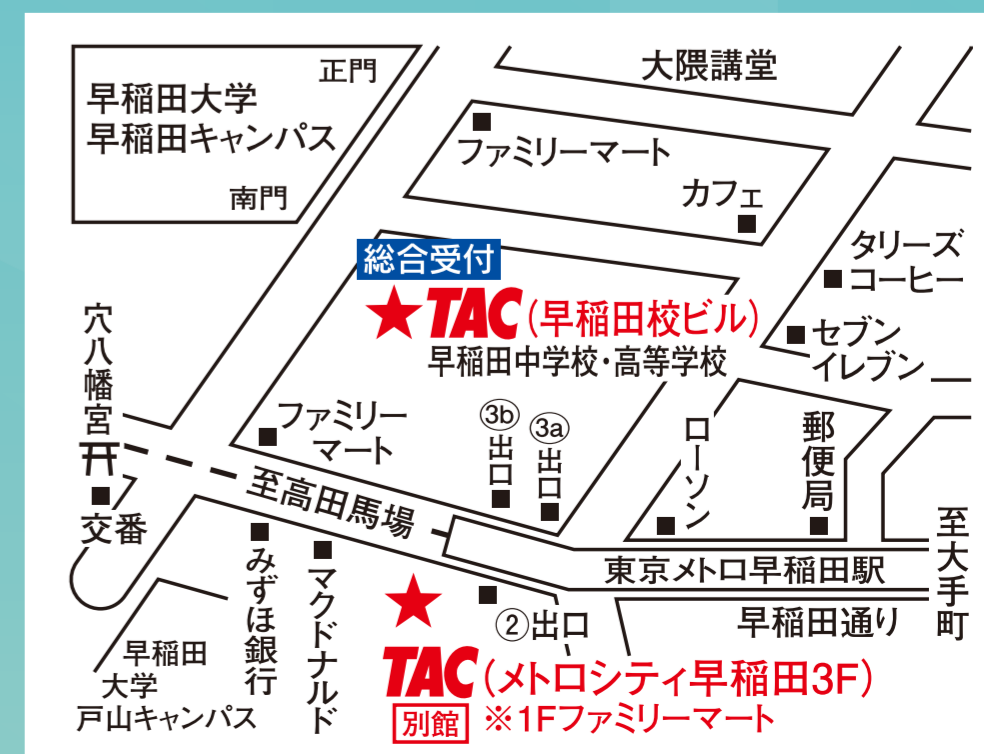 正門
早稲田大学
早稲田キャンパス
南門
大隈講堂
ファミリーマート
カフェ
タリーズ
コーヒー
セブン
イレブン
総合受付
★TAC(早稲田校ビル)
早稲田中学校・高等学校
穴八幡宮
交番
ファミリー
マート
3b出口
3a出口
ローソン
郵便局
至高田馬場
東京メトロ早稲田駅
早稲田通り
至大手町
みずほ銀行
マクドナルド
②出口
早稲田
大学
戸山キャンパス
★
TAC(メトロシティ早稲田3F)
別館 ※1Fファミリーマート